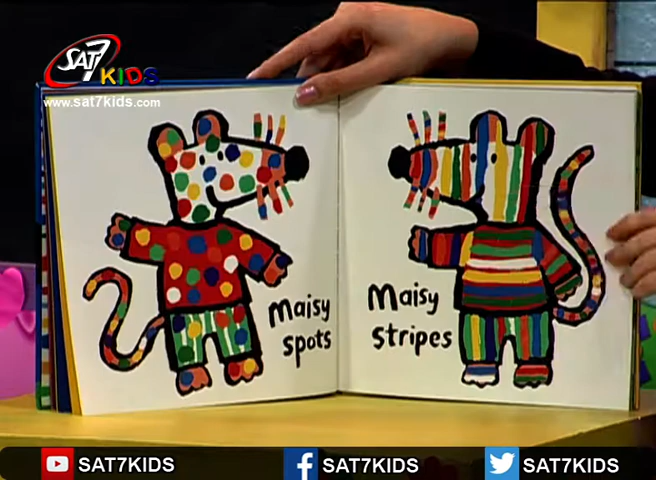 SAT7
KIDS
www.sat7kids.com
Maisy
spots
Maisy
stripes
SAT7KIDS
SAT7KIDS
SAT7KIDS